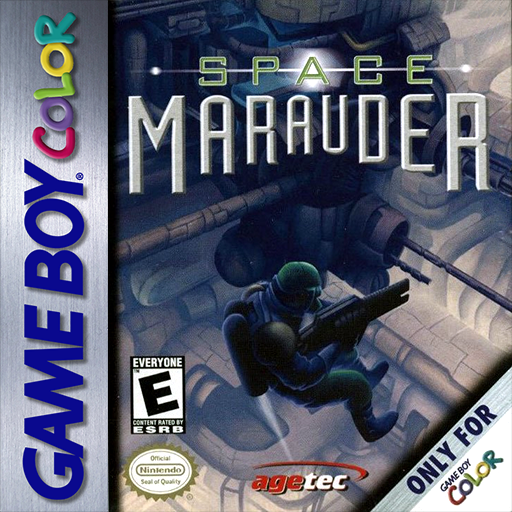 GAME BOY COLOR
®
SPACE
MARAUDER
EVERYONE
E
CONTENT RATED BY
ESRB
Official
Nintendo
Seal of Quality
agetec
ONLY FOR
GAME BOY
COLOR